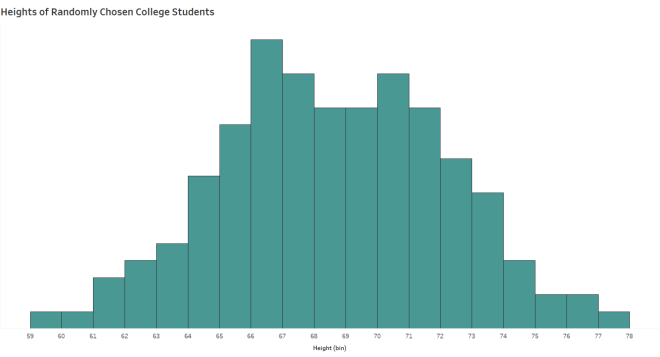 Heights of Randomly Chosen College Students
59 60 61 62 63 64 65 66 67 68 69 70 71 72 73 74 75 76 77 78
Height (bin)